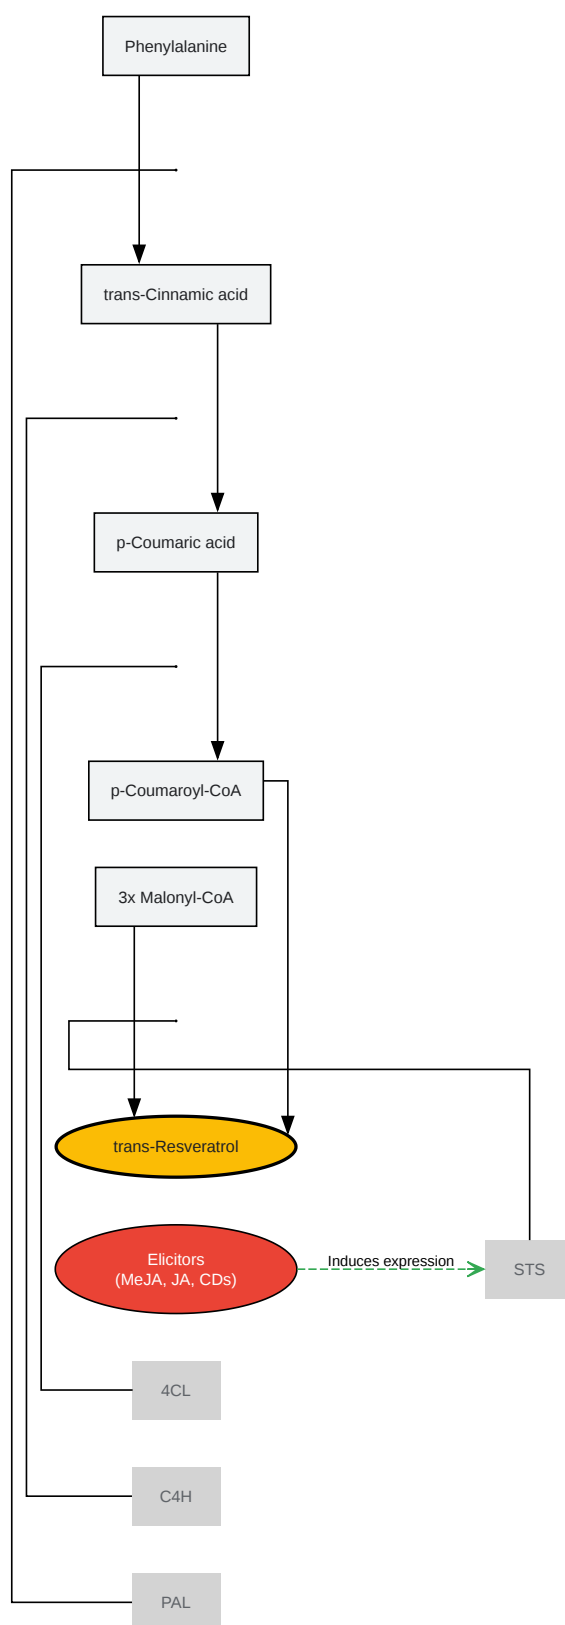 Phenylalanine
trans-Cinnamic acid
p-Coumaric acid
p-Coumaroyl-CoA
3x Malonyl-CoA
trans-Resveratrol
Elicitors
(MeJA, JA, CDs)
Induces expression
STS
4CL
C4H
PAL